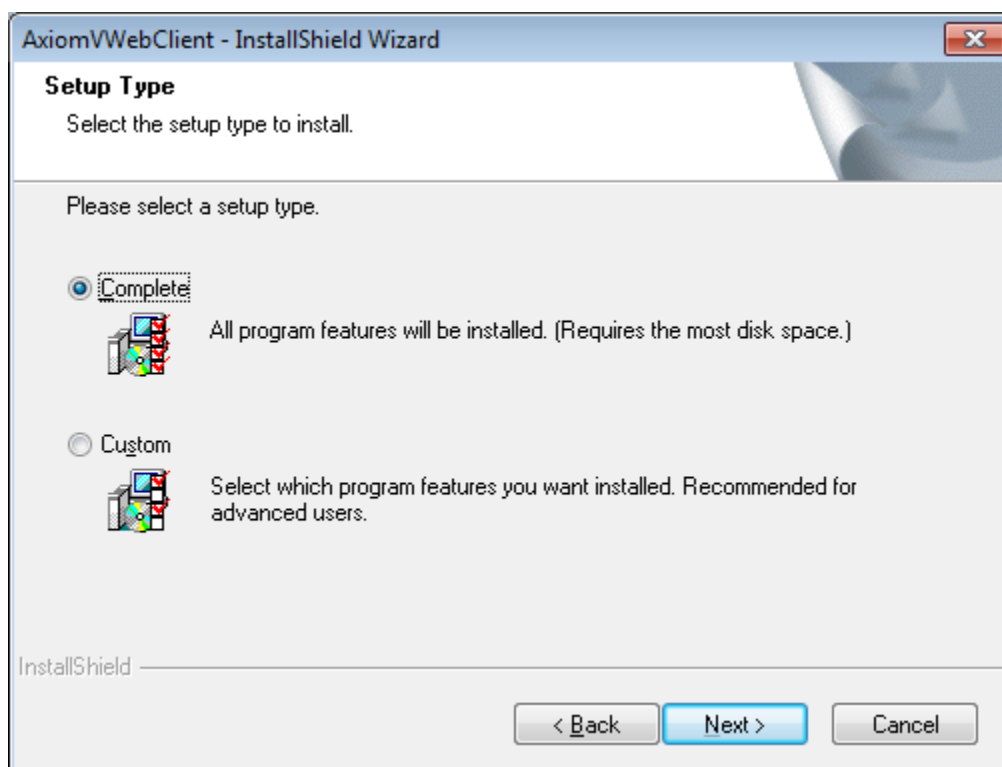 AxiomVWebClient - InstallShield Wizard
Setup Type
Select the setup type to install.
Please select a setup type.
Complete
All program features will be installed. (Requires the most disk space.)
Custom
Select which program features you want installed. Recommended for
advanced users.
InstallShield
< Back
Next >
Cancel